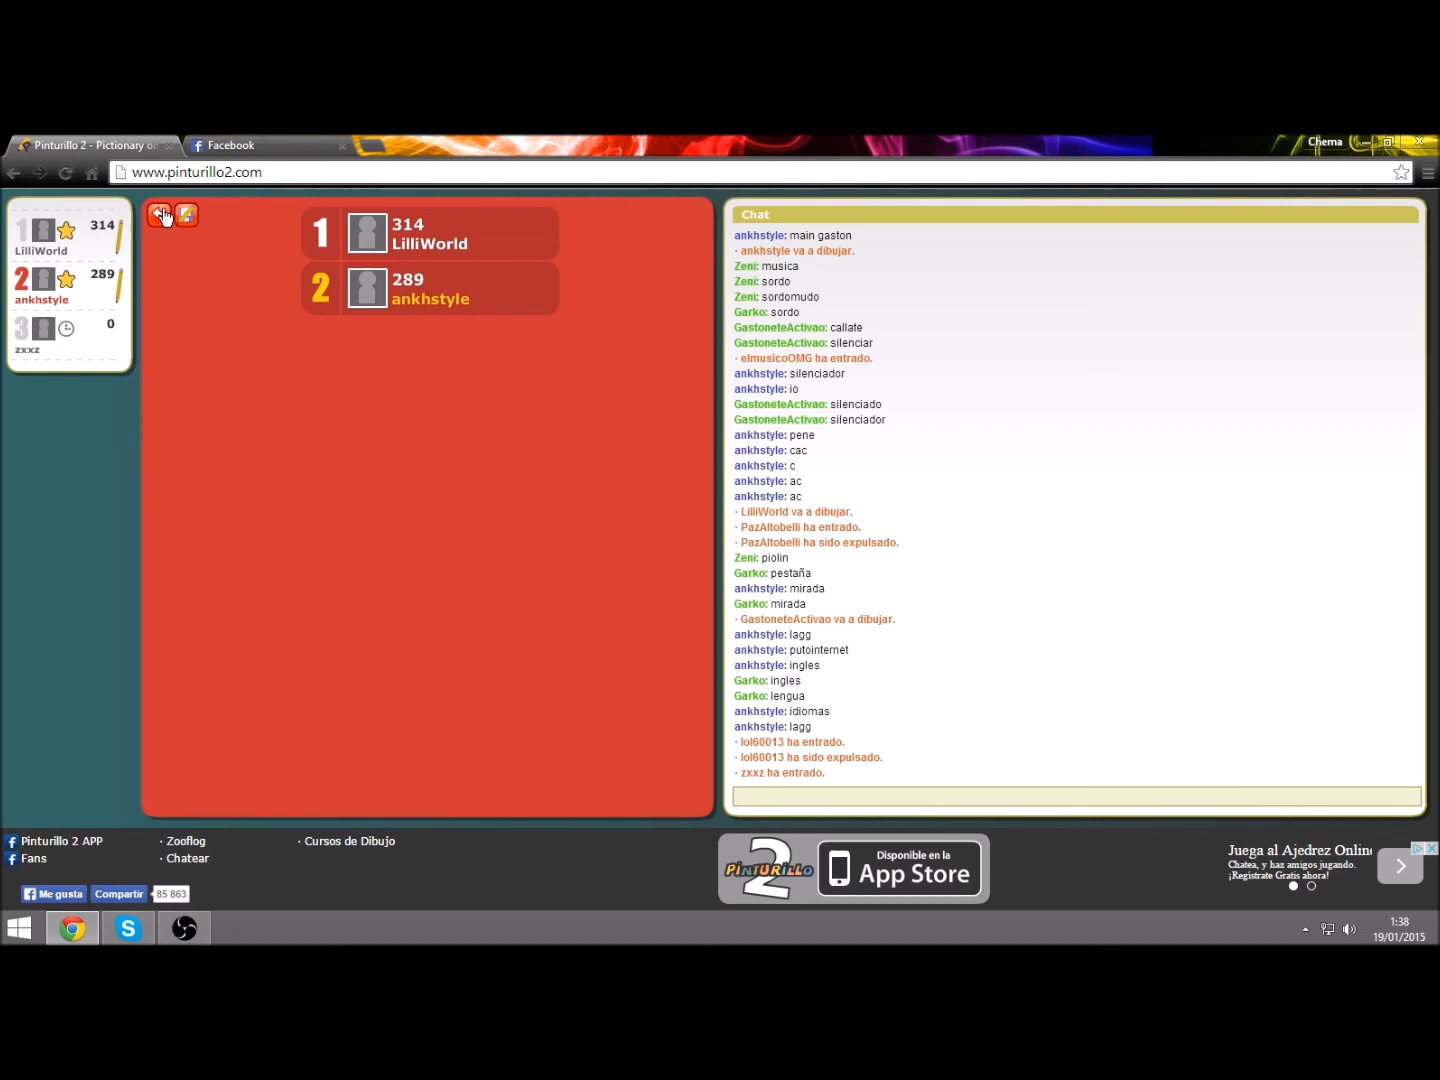 Pinturillo 2 - Pictionary o
Facebook
Chema
www.pinturillo2.com
1 314
LilliWorld
2 289
ankhstyle
3 0
zxxz
1 314
LilliWorld
2 289
ankhstyle
Chat
ankhstyle: main gaston
· ankhstyle va a dibujar.
Zeni: musica
Zeni: sordo
Zeni: sordomudo
Garko: sordo
GastoneteActivao: callate
GastoneteActivao: silenciar
· elmusicoOMG ha entrado.
ankhstyle: silenciador
ankhstyle: io
GastoneteActivao: silenciado
GastoneteActivao: silenciador
ankhstyle: pene
ankhstyle: cac
ankhstyle: c
ankhstyle: ac
ankhstyle: ac
· LilliWorld va a dibujar.
· PazAltobelli ha entrado.
· PazAltobelli ha sido expulsado.
Zeni: piolin
Garko: pestaña
ankhstyle: mirada
Garko: mirada
· GastoneteActivao va a dibujar.
ankhstyle: lagg
ankhstyle: putointernet
ankhstyle: ingles
Garko: ingles
Garko: lengua
ankhstyle: idiomas
ankhstyle: lagg
· lol60013 ha entrado.
· lol60013 ha sido expulsado.
· zxxz ha entrado.
Pinturillo 2 APP
Fans
· Zooflog
· Chatear
· Cursos de Dibujo
Me gusta
Compartir
85 863
PINTURILLO 2
Disponible en la
App Store
Juega al Ajedrez Online
Chatea, y haz amigos jugando.
¡Registrate Gratis ahora!
1:38
19/01/2015